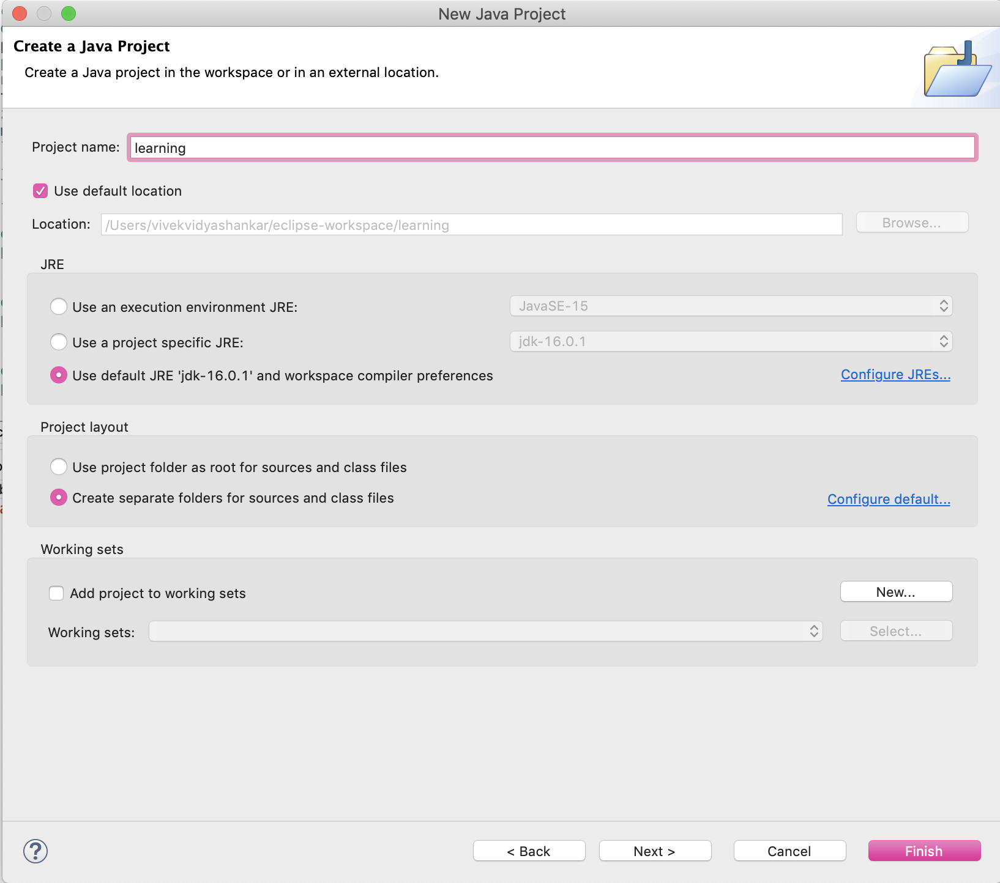 New Java Project
Create a Java Project
Create a Java project in the workspace or in an external location.
Project name: learning
Use default location
Location: /Users/vivekvidyashankar/eclipse-workspace/learning Browse...
JRE
Use an execution environment JRE: JavaSE-15
Use a project specific JRE: jdk-16.0.1
Use default JRE 'jdk-16.0.1' and workspace compiler preferences Configure JREs...
Project layout
Use project folder as root for sources and class files
Create separate folders for sources and class files Configure default...
Working sets
Add project to working sets New...
Working sets: Select...
? < Back Next > Cancel Finish